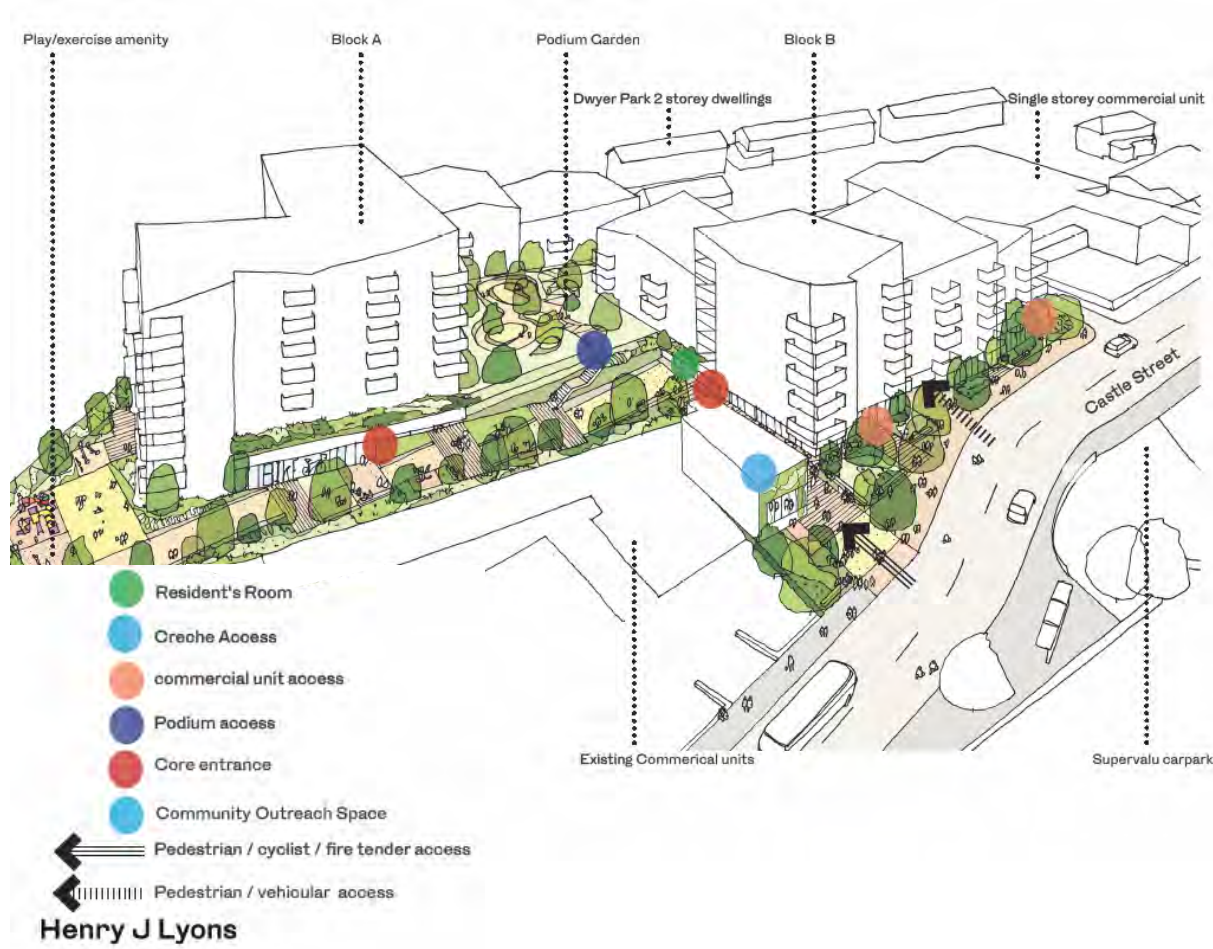 Play/exercise amenity
Block A
Podium Garden
Block B
Dwyer Park 2 storey dwellings
Single storey commercial unit
Castle Street
Resident's Room
Creche Access
commercial unit access
Podium access
Core entrance
Community Outreach Space
Pedestrian / cyclist / fire tender access
Pedestrian / vehicular access
Existing Commerical units
Supervalu carpark
Henry J Lyons